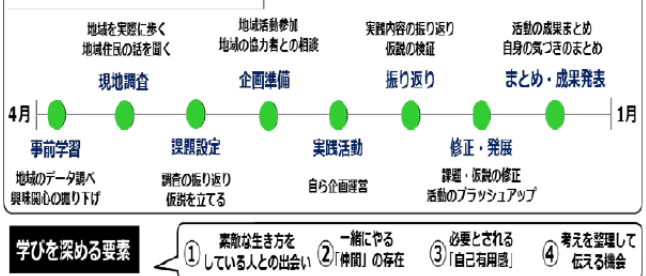 地域を実際に歩く
地域住民の話を聞く
現地調査
地域活動参加
地域の協力者との相談
企画準備
実践内容の振り返り
仮説の検証
振り返り
活動の成果まとめ
自身の気づきのまとめ
まとめ・成果発表
4月
1月
事前学習
地域のデータ調べ
興味関心の掘り下げ
課題設定
調査の振り返り
仮説を立てる
実践活動
自ら企画運営
修正・発展
課題・仮説の修正
活動のブラッシュアップ
学びを深める要素
① 素敵な生き方を
している人との出会い
② 一緒にやる
「仲間」の存在
③ 必要とされる
「自己有用感」
④ 考えを整理して
伝える機会